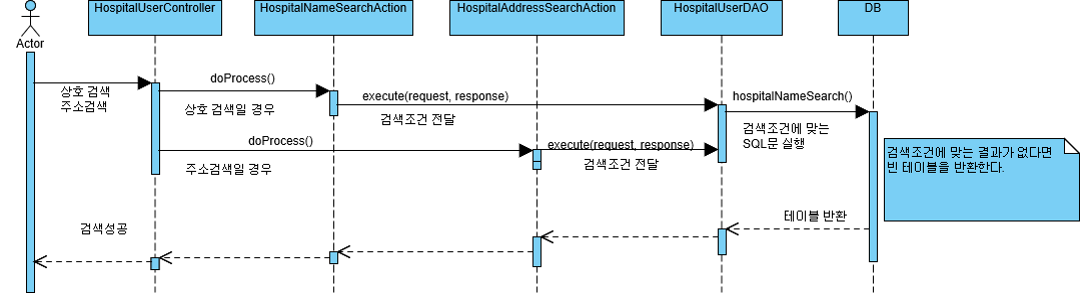 HospitalUserController
HospitalNameSearchAction
HospitalAddressSearchAction
HospitalUserDAO
DB
Actor
상호 검색
주소검색
doProcess()
상호 검색일 경우
execute(request, response)
검색조건 전달
hospitalNameSearch()
검색조건에 맞는
SQL문 실행
doProcess()
주소검색일 경우
execute(request, response)
검색조건 전달
검색조건에 맞는 결과가 없다면
빈 테이블을 반환한다.
테이블 반환
검색성공